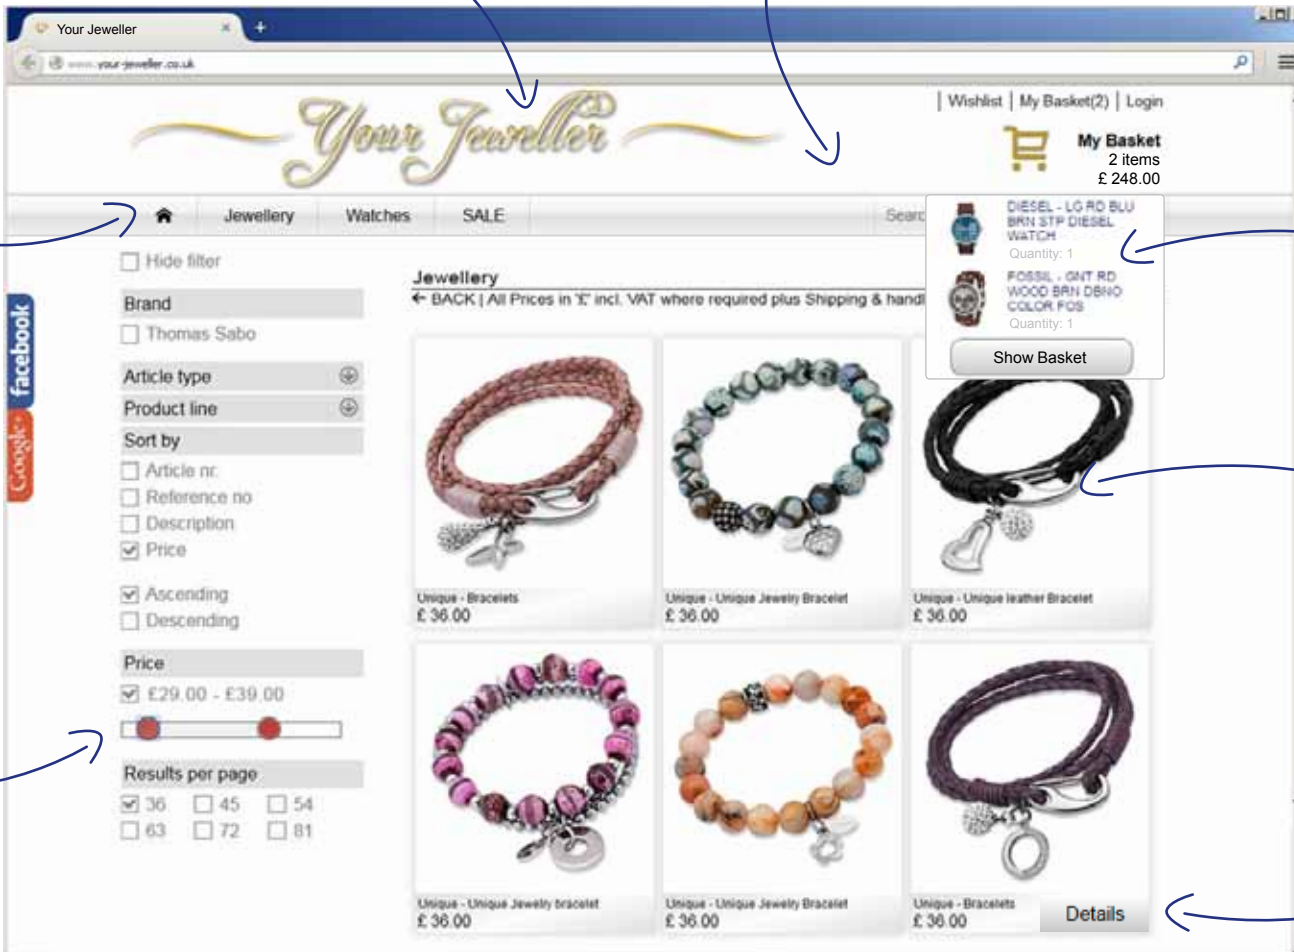 Your Jeweller
www.your-jeweller.co.uk
Your Jeweller
Wishlist | My Basket(2) | Login
My Basket
2 items
£ 248.00
Jewellery
Watches
SALE
DIESEL - LG RD BLU
BRN STP DIESEL
WATCH
Quantity: 1
FOSSIL - GNT RD
WOOD BRN DBNO
COLOR FOS
Quantity: 1
Show Basket
facebook
Google+
Hide filter
Brand
Thomas Sabo
Article type
Product line
Sort by
Article nr.
Reference no
Description
Price
Ascending
Descending
Price
£29.00 - £39.00
Results per page
36 45 54
63 72 81
Jewellery
← BACK | All Prices in '£' incl. VAT where required plus Shipping &
Unique - Bracelets
£ 36.00
Unique - Unique Jewelry Bracelet
£ 36.00
Unique - Unique leather Bracelet
£ 36.00
Unique - Unique Jewelry bracelet
£ 36.00
Unique - Unique Jewelry Bracelet
£ 36.00
Unique - Bracelets
£ 36.00
Details